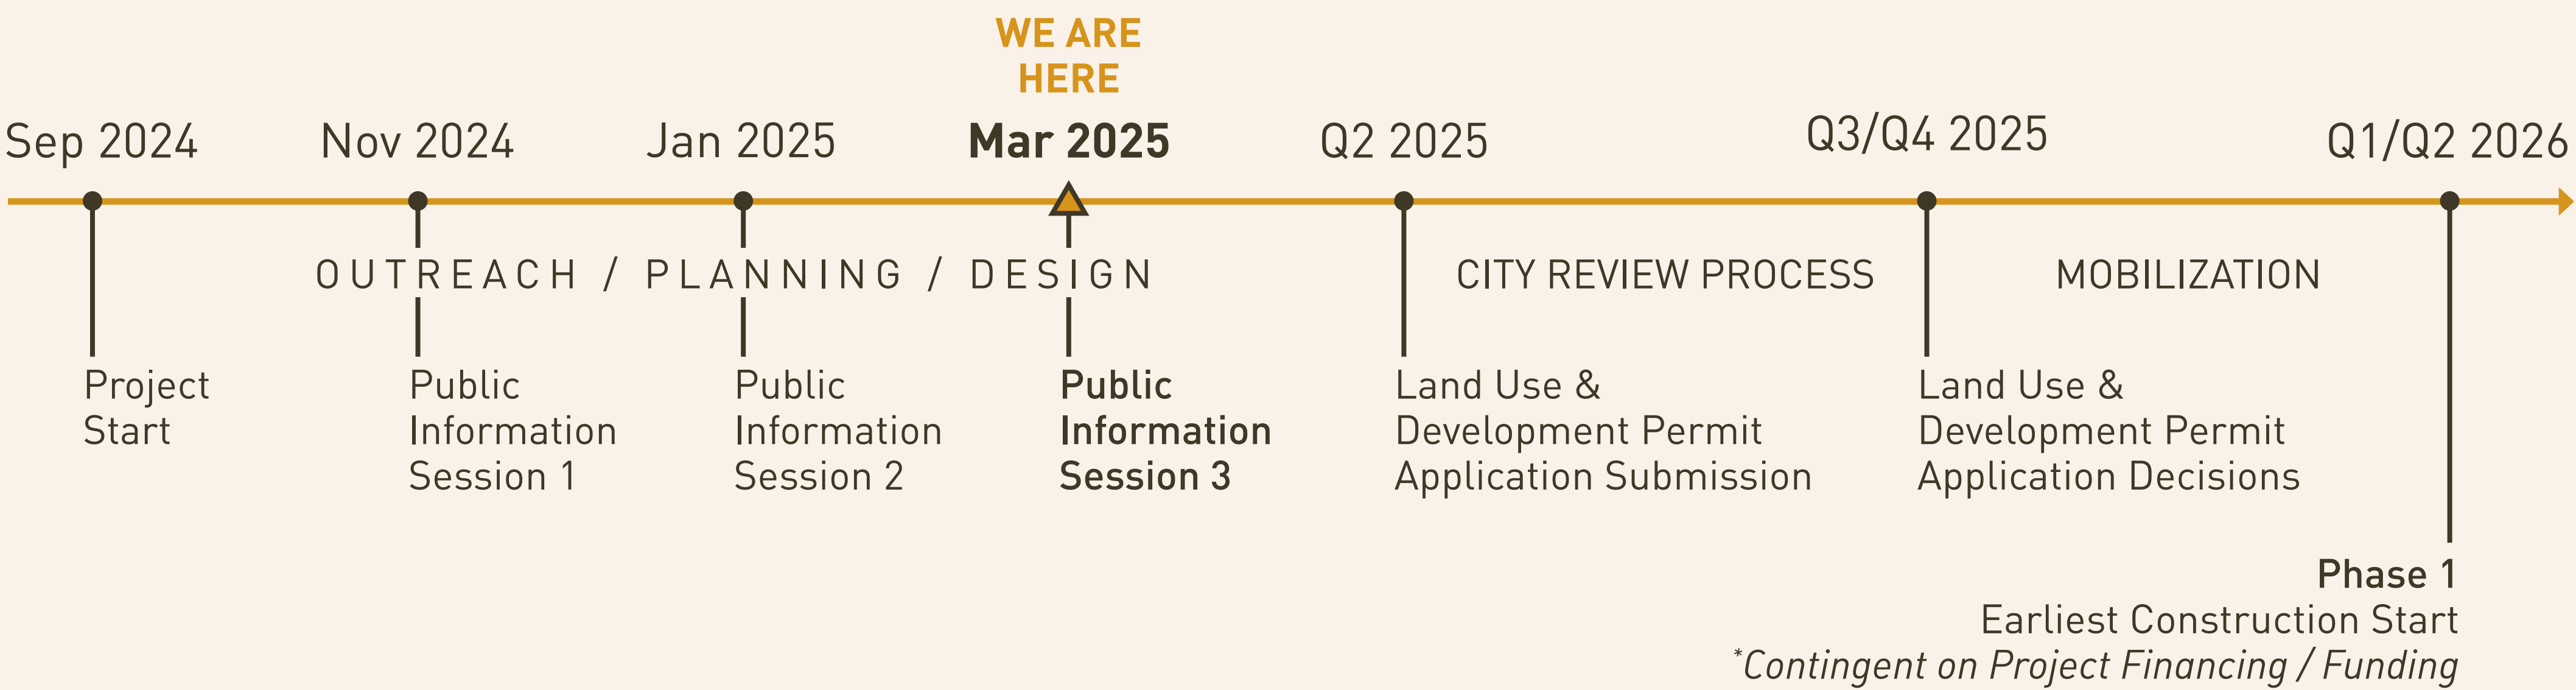 WE ARE
HERE
Sep 2024
Nov 2024
Jan 2025
Mar 2025
Q2 2025
Q3/Q4 2025
Q1/Q2 2026
OUTREACH / PLANNING / DESIGN
CITY REVIEW PROCESS
MOBILIZATION
Project
Start
Public
Information
Session 1
Public
Information
Session 2
Public
Information
Session 3
Land Use &
Development Permit
Application Submission
Land Use &
Development Permit
Application Decisions
Phase 1
Earliest Construction Start
*Contingent on Project Financing / Funding